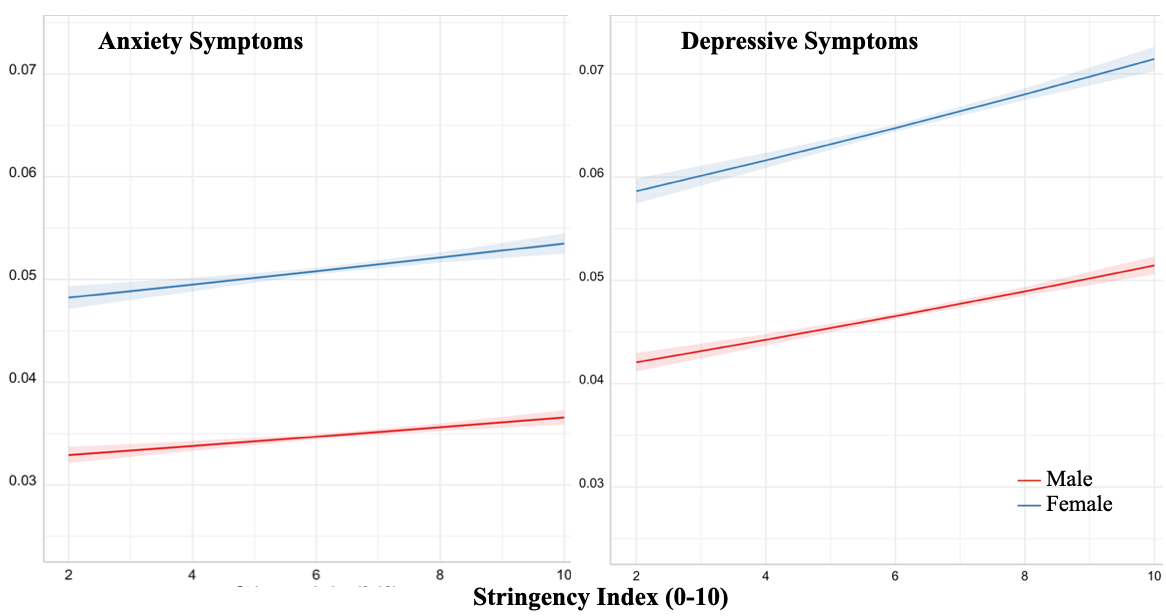 Anxiety Symptoms
Depressive Symptoms
0.07
0.06
0.05
0.04
0.03
0.07
0.06
0.05
0.04
0.03
Male
Female
2 4 6 8 10
2 4 6 8 10
Stringency Index (0-10)